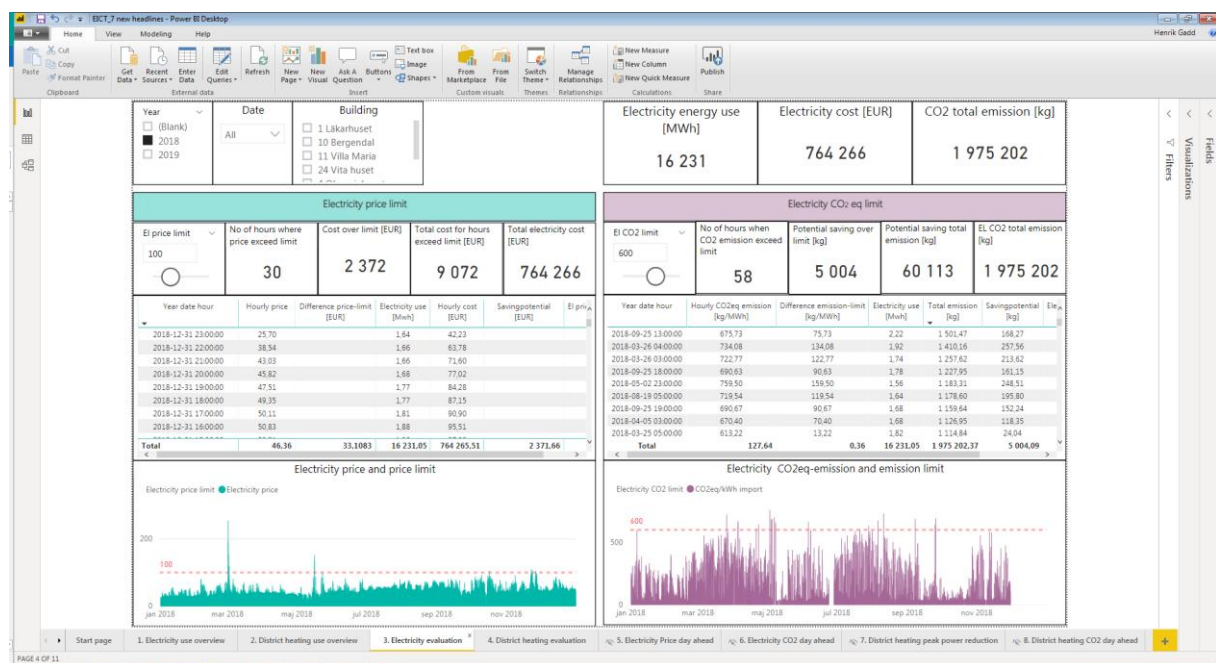 EICT_7 new headlines - Power BI Desktop
Home View Modeling Help
Henrik Gadd
Paste
Cut
Copy
Format Painter
Get Data
Recent Sources
Enter Data
Edit Queries
Refresh
New Page
New Visual
Ask A Question
Buttons
Text box
Image
Shapes
From Marketplace
From File
Switch Theme
Manage Relationships
New Measure
New Column
New Quick Measure
Publish
Clipboard External data Insert Custom visuals Themes Relationships Calculations Share
Year
(Blank)
2018
2019
Date
All
Building
1 Läkarhuset
10 Bergendal
11 Villa Maria
24 Vita huset
Electricity energy use
[MWh]
16 231
Electricity cost [EUR]
764 266
CO2 total emission [kg]
1 975 202
Filters
Visualizations
Fields
Electricity price limit
El price limit
100
No of hours where
price exceed limit
30
Cost over limit [EUR]
2 372
Total cost for hours
exceed limit [EUR]
9 072
Total electricity cost
[EUR]
764 266
Year date hour Hourly price Difference price-limit [EUR] Electricity use [Mwh] Hourly cost [EUR] Savingpotential [EUR] El pri
2018-12-31 23:00:00 25,70 1,64 42,23
2018-12-31 22:00:00 38,54 1,66 63,78
2018-12-31 21:00:00 43,03 1,66 71,60
2018-12-31 20:00:00 45,82 1,68 77,02
2018-12-31 19:00:00 47,51 1,77 84,28
2018-12-31 18:00:00 49,35 1,77 87,15
2018-12-31 17:00:00 50,11 1,81 90,90
2018-12-31 16:00:00 50,83 1,88 95,51
Total 46,36 33,1083 16 231,05 764 265,51 2 371,66
Electricity price and price limit
Electricity price limit Electricity price
200
100
0
jan 2018 mar 2018 maj 2018 jul 2018 sep 2018 nov 2018
Electricity CO2 eq limit
El CO2 limit
600
No of hours when
CO2 emission exceed
limit
58
Potential saving over
limit [kg]
5 004
Potential saving total
emission [kg]
60 113
EL CO2 total emission
[kg]
1 975 202
Year date hour Hourly CO2eq emission [kg/MWh] Difference emission-limit [kg/MWh] Electricity use [Mwh] Total emission [kg] Savingpotential [kg] Ele
2018-09-25 13:00:00 675,73 75,73 2,22 1 501,47 168,27
2018-03-26 04:00:00 734,08 134,08 1,92 1 410,16 257,56
2018-03-26 03:00:00 722,77 122,77 1,74 1 257,62 213,62
2018-09-25 18:00:00 690,63 90,63 1,78 1 227,95 161,15
2018-05-02 23:00:00 759,50 159,50 1,56 1 183,31 248,51
2018-08-19 05:00:00 719,54 119,54 1,64 1 178,60 195,80
2018-09-25 19:00:00 690,67 90,67 1,68 1 159,64 152,24
2018-04-05 03:00:00 670,40 70,40 1,68 1 126,95 118,35
2018-03-25 05:00:00 613,22 13,22 1,82 1 114,84 24,04
Total 127,64 0,36 16 231,05 1 975 202,37 5 004,09
Electricity CO2eq-emission and emission limit
Electricity CO2 limit CO2eq/kWh import
600
500
0
jan 2018 mar 2018 maj 2018 jul 2018 sep 2018 nov 2018
Start page 1. Electricity use overview 2. District heating use overview 3. Electricity evaluation 4. District heating evaluation 5. Electricity Price day ahead 6. Electricity CO2 day ahead 7. District heating peak power reduction 8. District heating CO2 day ahead
PAGE 4 OF 11